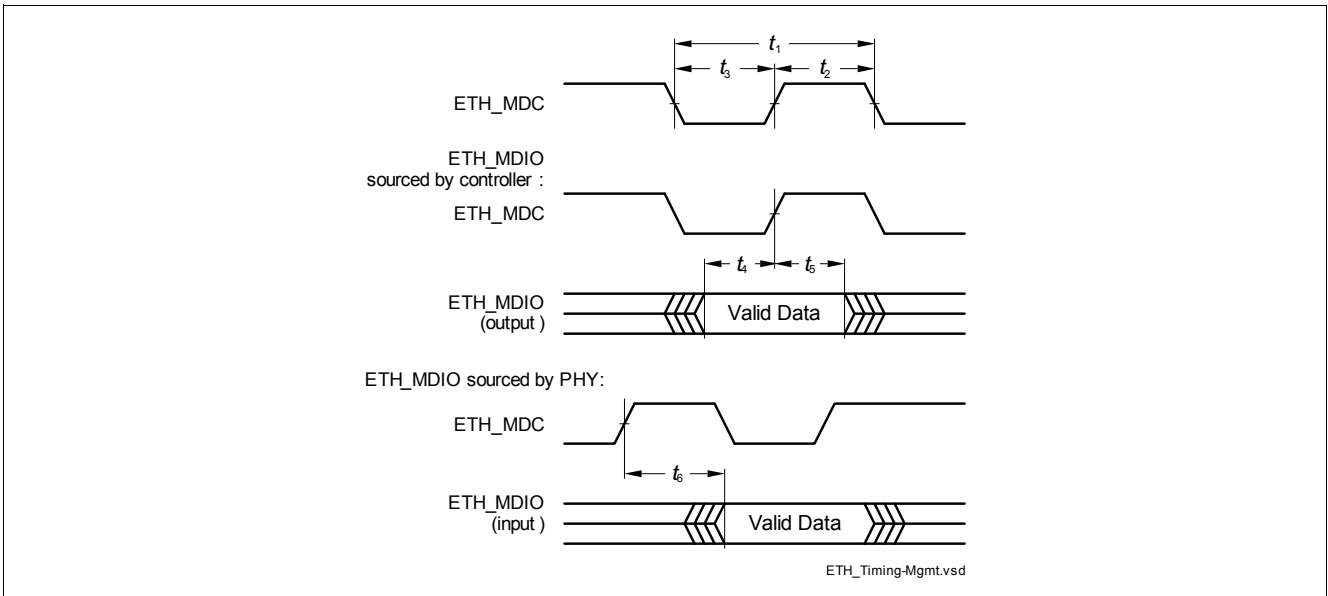 t1
t3 t2
ETH_MDC
ETH_MDIO
sourced by controller :
ETH_MDC
t4 t5
ETH_MDIO
(output )
Valid Data
ETH_MDIO sourced by PHY:
ETH_MDC
t6
ETH_MDIO
(input )
Valid Data
ETH_Timing-Mgmt.vsd